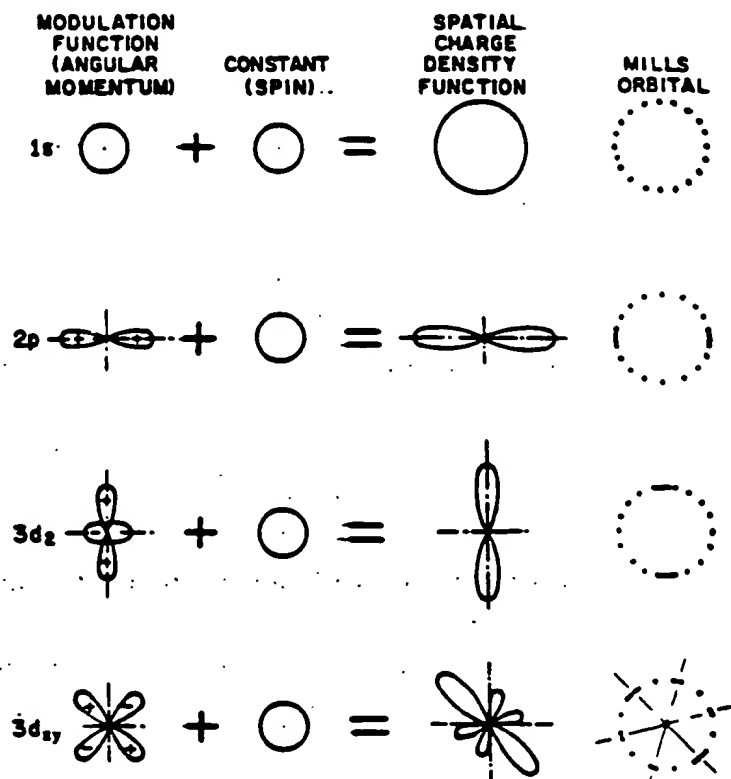 MODULATION
FUNCTION
(ANGULAR
MOMENTUM)
CONSTANT
(SPIN)..
SPATIAL
CHARGE
DENSITY
FUNCTION
MILLS
ORBITAL
1s + =
2p - + + =
3dz + - - + + =
3dxy + - - + + =